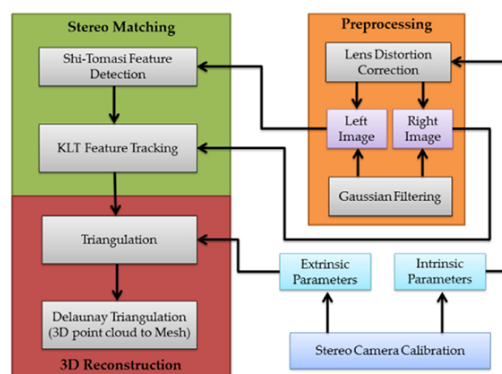 Stereo Matching
Shi-Tomasi Feature
Detection
KLT Feature Tracking
Triangulation
Delaunay Triangulation
(3D point cloud to Mesh)
3D Reconstruction
Preprocessing
Lens Distortion
Correction
Left
Image
Right
Image
Gaussian Filtering
Extrinsic
Parameters
Intrinsic
Parameters
Stereo Camera Calibration